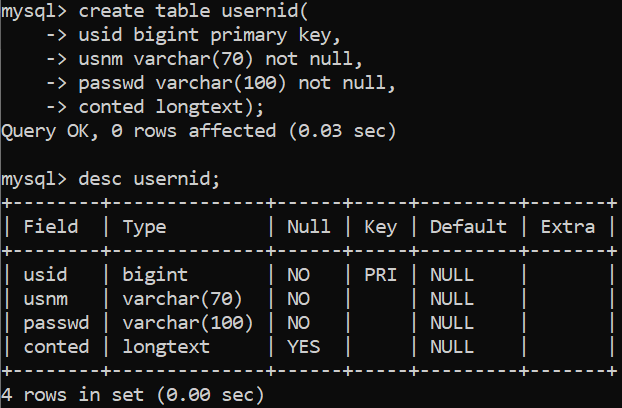 mysql> create table usernid(
    -> usid bigint primary key,
    -> usnm varchar(70) not null,
    -> passwd varchar(100) not null,
    -> conted longtext);
Query OK, 0 rows affected (0.03 sec)

mysql> desc usernid;
+--------+--------------+------+-----+---------+-------+
| Field  | Type         | Null | Key | Default | Extra |
+--------+--------------+------+-----+---------+-------+
| usid   | bigint       | NO   | PRI | NULL    |       |
| usnm   | varchar(70)  | NO   |     | NULL    |       |
| passwd | varchar(100) | NO   |     | NULL    |       |
| conted | longtext     | YES  |     | NULL    |       |
+--------+--------------+------+-----+---------+-------+
4 rows in set (0.00 sec)